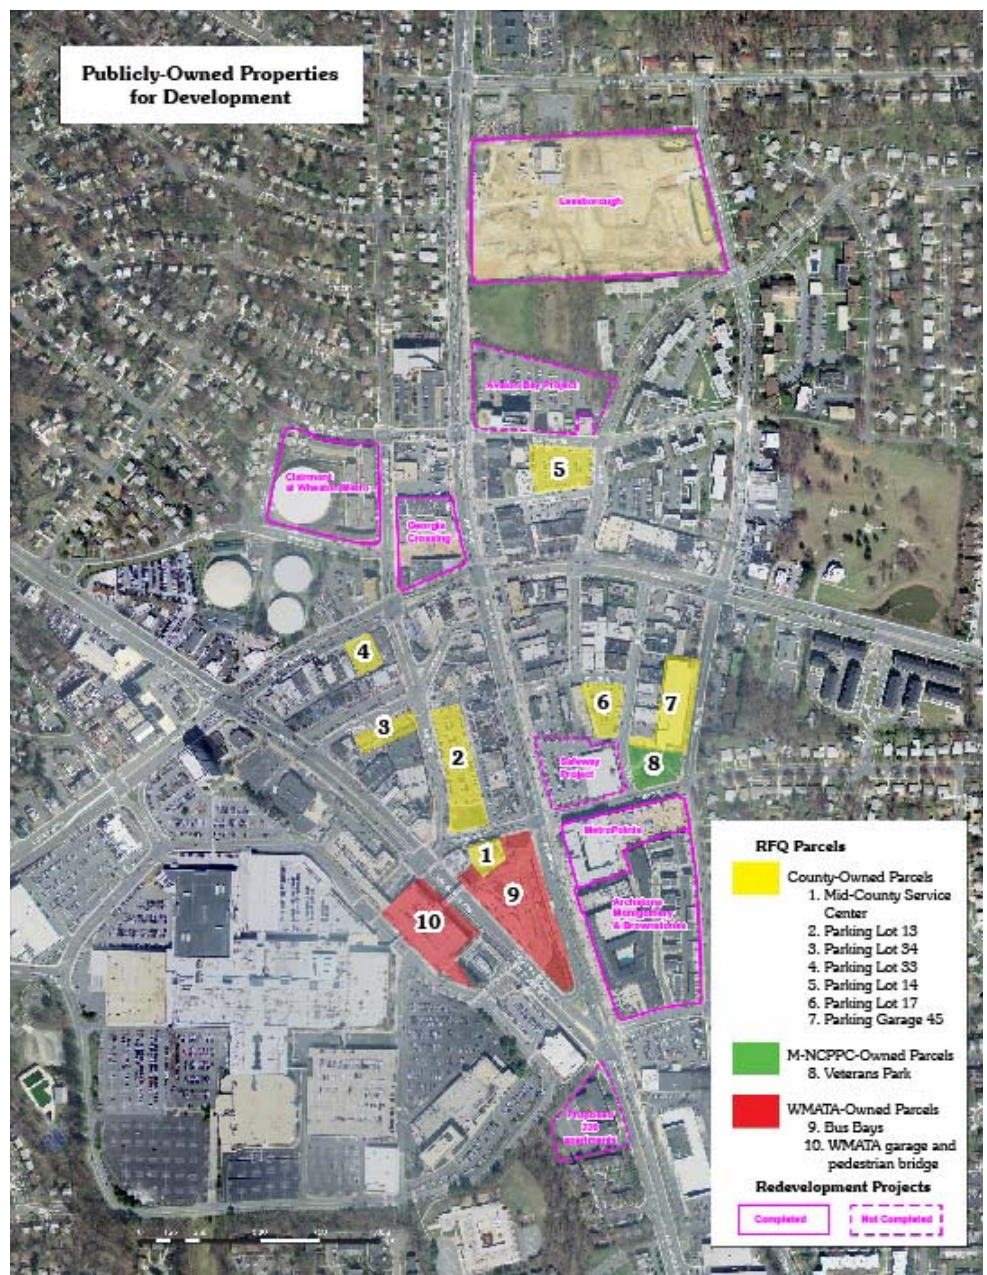 Publicly-Owned Properties
for Development
Leesborough
Avalon Bay Project
5
Clairmont
at Wheaton Metro
Georgia
Crossing
4
3
2
6
7
8
Safeway
Project
MetroPointe
1
9
10
Archstone
Montgomery
& Brownstones
Proposed
220
apartments
RFQ Parcels
County-Owned Parcels
1. Mid-County Service
Center
2. Parking Lot 13
3. Parking Lot 34
4. Parking Lot 33
5. Parking Lot 14
6. Parking Lot 17
7. Parking Garage 45
M-NCPPC-Owned Parcels
8. Veterans Park
WMATA-Owned Parcels
9. Bus Bays
10. WMATA garage and
pedestrian bridge
Redevelopment Projects
Completed
Not Completed